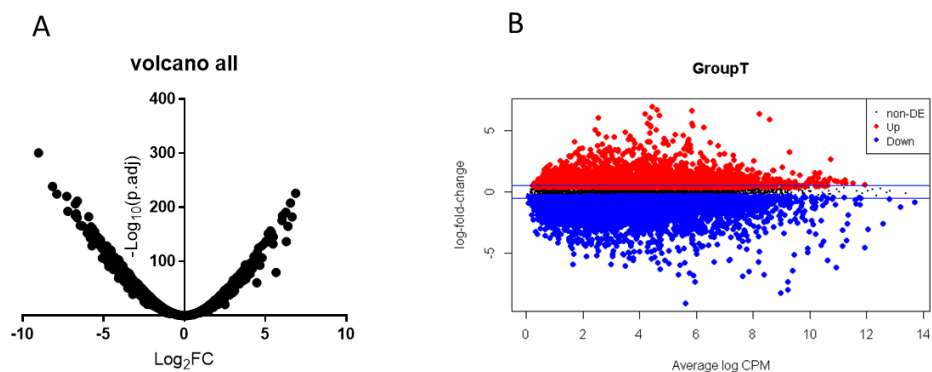 A
B
volcano all
400
300
200
100
-Log10(p.adj)
-10
-5
0
5
10
Log2FC
GroupT
non-DE
Up
Down
5
0
-5
log-fold-change
0
2
4
6
8
10
12
14
Average log CPM